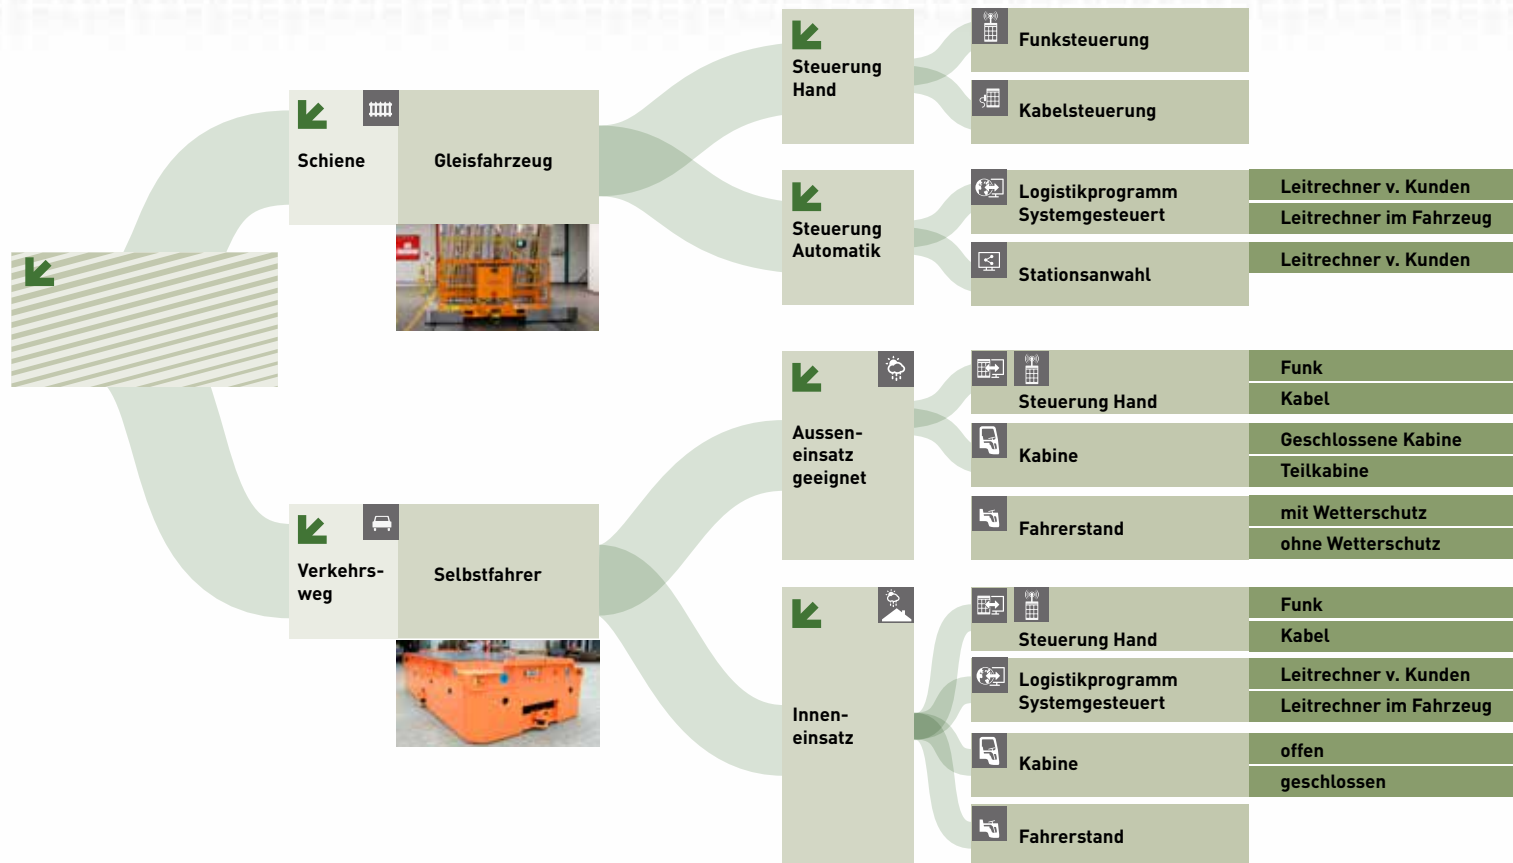 Schiene
Gleisfahrzeug
Steuerung
Hand
Funksteuerung
Kabelsteuerung
Steuerung
Automatik
Logistikprogramm
Systemgesteuert
Leitrechner v. Kunden
Leitrechner im Fahrzeug
Stationsanwahl
Leitrechner v. Kunden
Verkehrs-
weg
Selbstfahrer
Aussen-
einsatz
geeignet
Steuerung Hand
Funk
Kabel
Kabine
Geschlossene Kabine
Teilkabine
Fahrerstand
mit Wetterschutz
ohne Wetterschutz
Innen-
einsatz
Steuerung Hand
Funk
Kabel
Logistikprogramm
Systemgesteuert
Leitrechner v. Kunden
Leitrechner im Fahrzeug
Kabine
offen
geschlossen
Fahrerstand